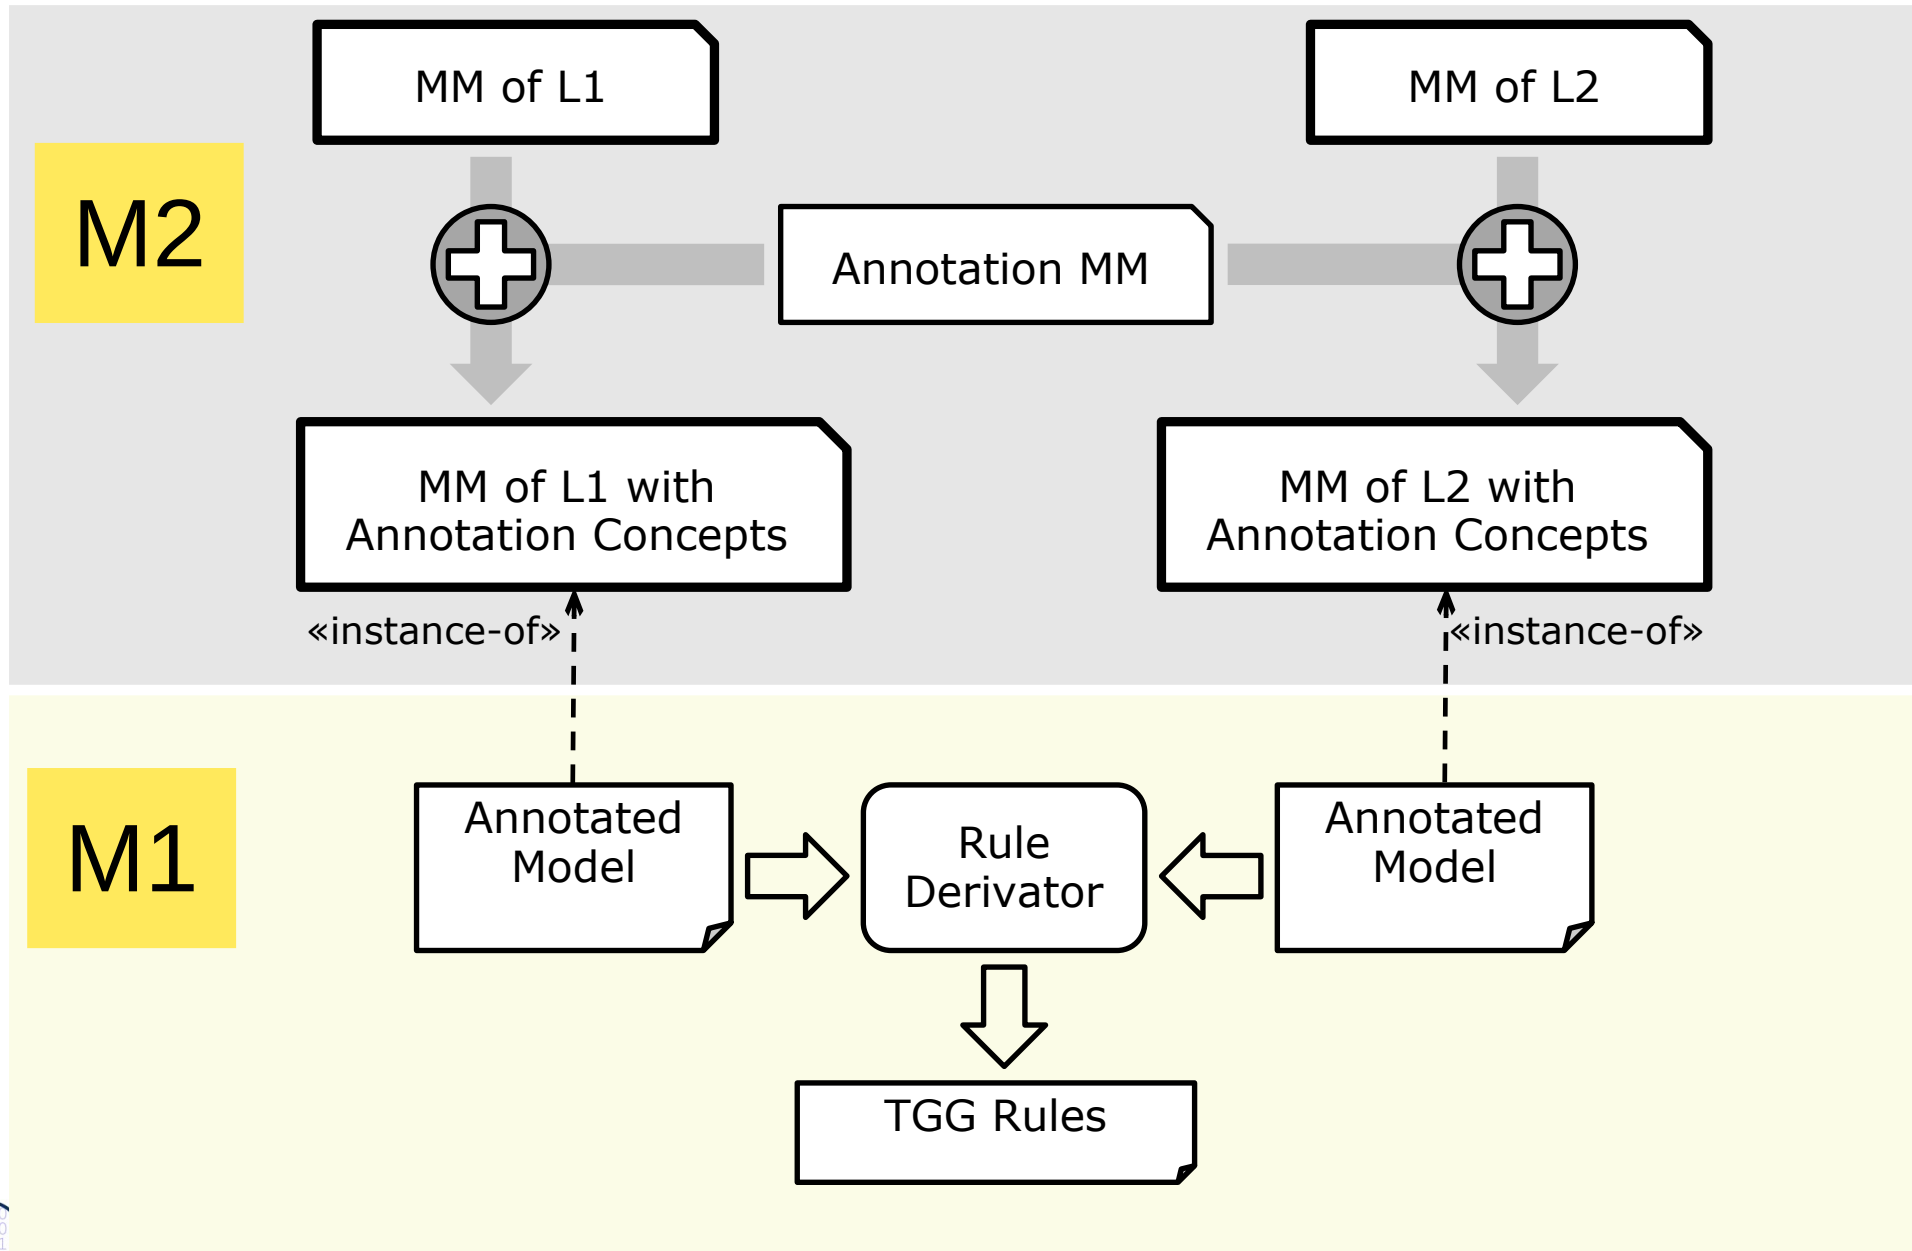 MM of L1
MM of L2
M2
Annotation MM
MM of L1 with
Annotation Concepts
MM of L2 with
Annotation Concepts
«instance-of»
«instance-of»
M1
Annotated
Model
Rule
Derivator
Annotated
Model
TGG Rules